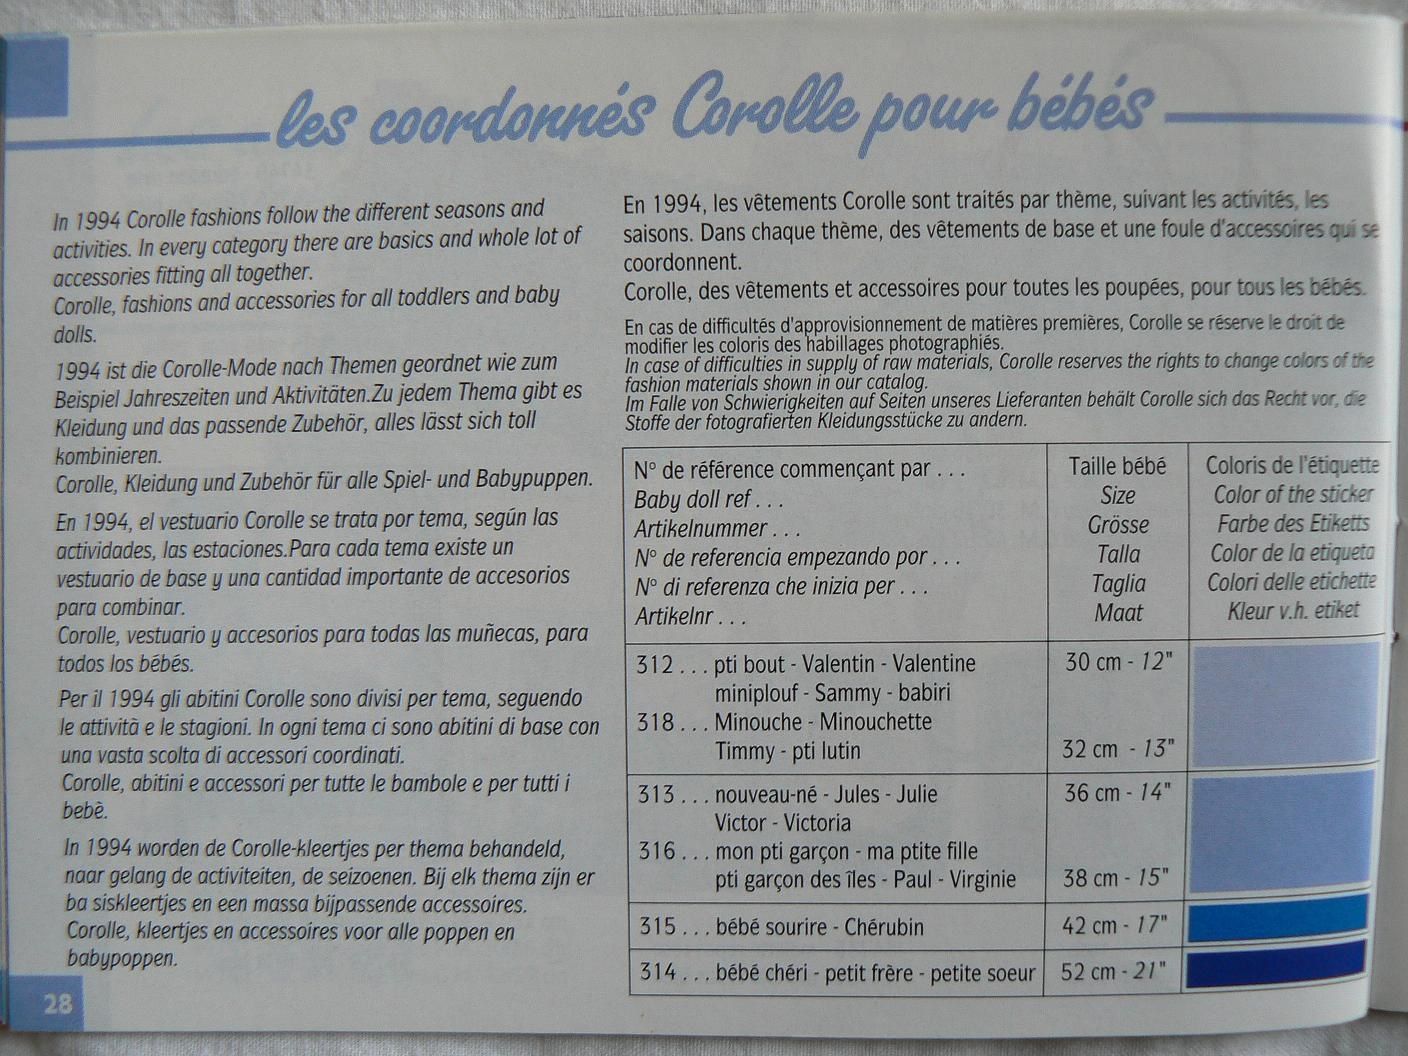 les coordonnés Corolle pour bébés
In 1994 Corolle fashions follow the different seasons and
activities. In every category there are basics and whole lot of
accessories fitting all together.
Corolle, fashions and accessories for all toddlers and baby
dolls.
1994 ist die Corolle-Mode nach Themen geordnet wie zum
Beispiel Jahreszeiten und Aktivitäten.Zu jedem Thema gibt es
Kleidung und das passende Zubehör, alles lässt sich toll
kombinieren.
Corolle, Kleidung und Zubehör für alle Spiel- und Babypuppen.
En 1994, el vestuario Corolle se trata por tema, según las
actividades, las estaciones.Para cada tema existe un
vestuario de base y una cantidad importante de accesorios
para combinar.
Corolle, vestuario y accesorios para todas las muñecas, para
todos los bébés.
Per il 1994 gli abitini Corolle sono divisi per tema, seguendo
le attività e le stagioni. In ogni tema ci sono abitini di base con
una vasta scolta di accessori coordinati.
Corolle, abitini e accessori per tutte le bambole e per tutti i
bebè.
In 1994 worden de Corolle-kleertjes per thema behandeld,
naar gelang de activiteiten, de seizoenen. Bij elk thema zijn er
ba siskleertjes en een massa bijpassende accessoires.
Corolle, kleertjes en accessoires voor alle poppen en
babypoppen.
28
En 1994, les vêtements Corolle sont traités par thème, suivant les activités, les
saisons. Dans chaque thème, des vêtements de base et une foule d'accessoires qui se
coordonnent.
Corolle, des vêtements et accessoires pour toutes les poupées, pour tous les bébés.
En cas de difficultés d'approvisionnement de matières premières, Corolle se réserve le droit de
modifier les coloris des habillages photographiés.
In case of difficulties in supply of raw materials, Corolle reserves the rights to change colors of the
fashion materials shown in our catalog.
Im Falle von Schwierigkeiten auf Seiten unseres Lieferanten behält Corolle sich das Recht vor, die
Stoffe der fotografierten Kleidungsstücke zu andern.
N° de référence commençant par . . . Taille bébé Coloris de l'étiquette
Baby doll ref . . . Size Color of the sticker
Artikelnummer . . . Grösse Farbe des Etiketts
N° de referencia empezando por . . . Talla Color de la etiqueta
N° di referenza che inizia per . . . Taglia Colori delle etichette
Artikelnr . . . Maat Kleur v.h. etiket
312 . . . pti bout - Valentin - Valentine 30 cm - 12"
miniplouf - Sammy - babiri
318 . . . Minouche - Minouchette
Timmy - pti lutin 32 cm - 13"
313 . . . nouveau-né - Jules - Julie 36 cm - 14"
Victor - Victoria
316 . . . mon pti garçon - ma ptite fille
pti garçon des îles - Paul - Virginie 38 cm - 15"
315 . . . bébé sourire - Chérubin 42 cm - 17"
314 . . . bébé chéri - petit frère - petite soeur 52 cm - 21"